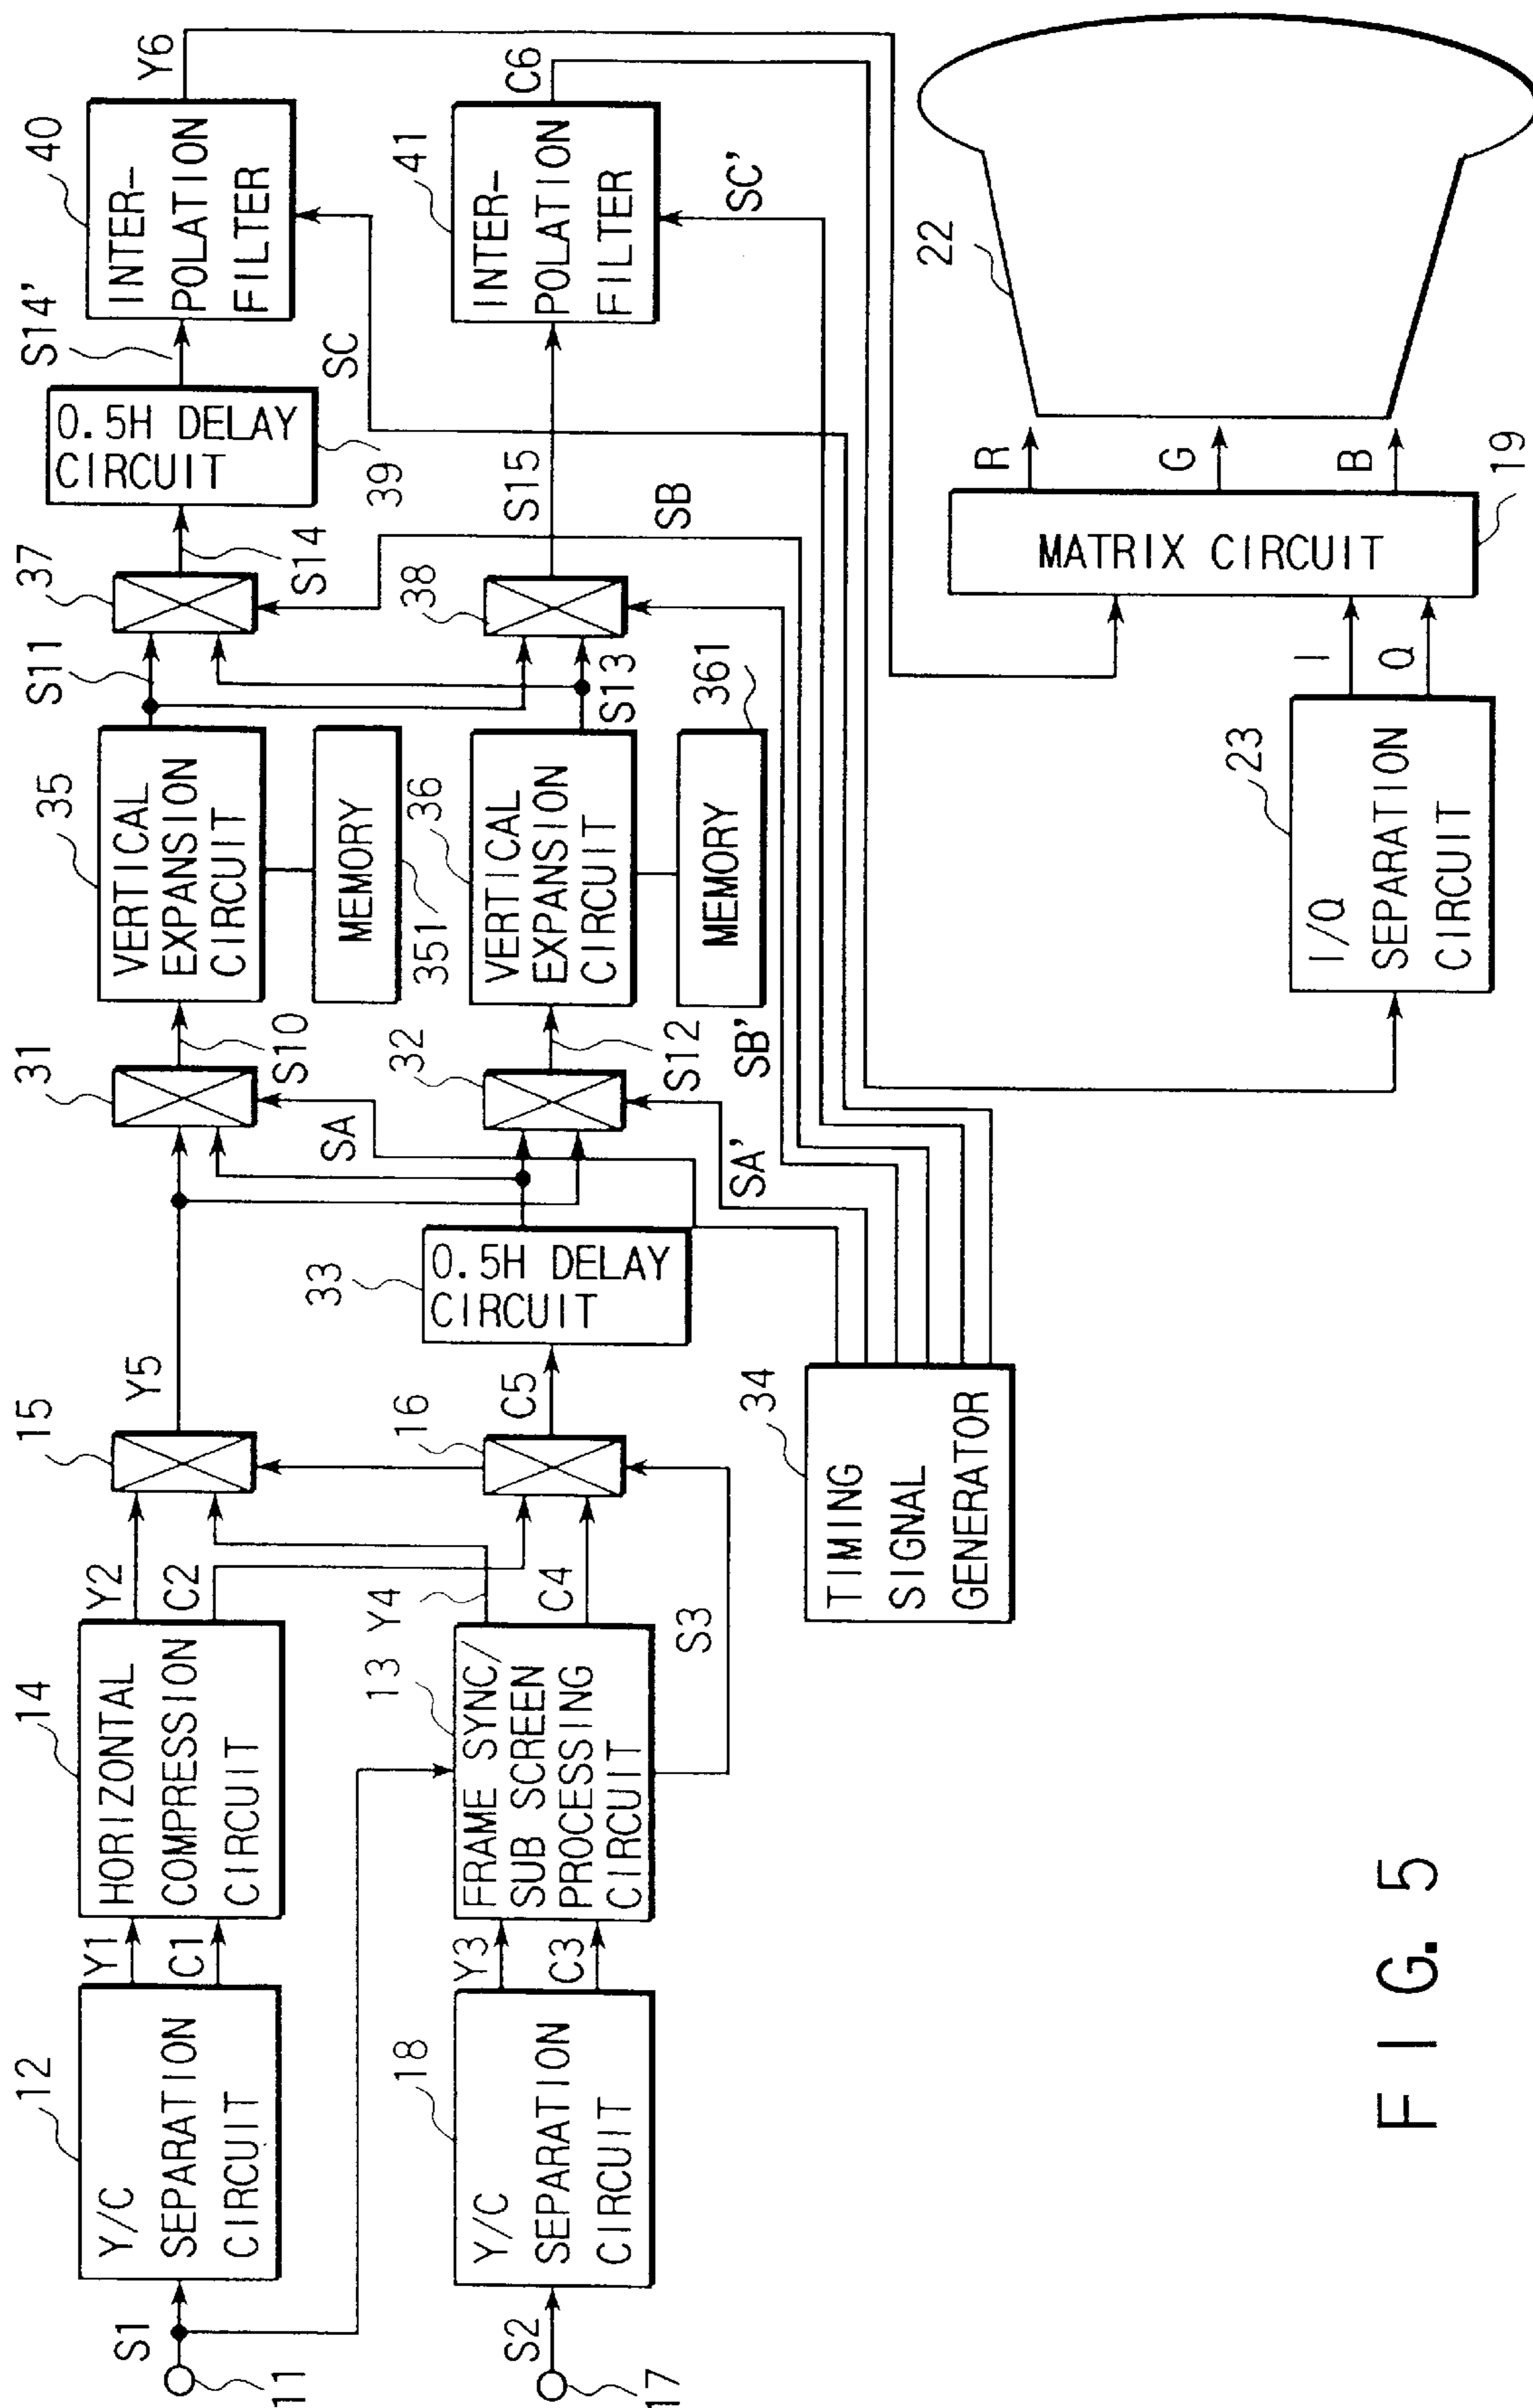 S1
11
12
Y/C
SEPARATION
CIRCUIT
Y1
C1
14
HORIZONTAL
COMPRESSION
CIRCUIT
Y2
C2
15
Y5
31
S10
SA
35
VERTICAL
EXPANSION
CIRCUIT
MEMORY
351
S11
37
S14
SB
0.5H DELAY
CIRCUIT
39
S14'
SC
40
INTER-
POLATION
FILTER
Y6
S2
17
18
Y/C
SEPARATION
CIRCUIT
Y3
C3
13
FRAME SYNC/
SUB SCREEN
PROCESSING
CIRCUIT
Y4
C4
S3
16
C5
33
0.5H DELAY
CIRCUIT
32
S12
SA'
SB'
36
VERTICAL
EXPANSION
CIRCUIT
MEMORY
361
S13
38
S15
41
INTER-
POLATION
FILTER
SC'
C6
34
TIMING
SIGNAL
GENERATOR
23
I/Q
SEPARATION
CIRCUIT
I
Q
MATRIX CIRCUIT
19
R
G
B
22
FIG. 5